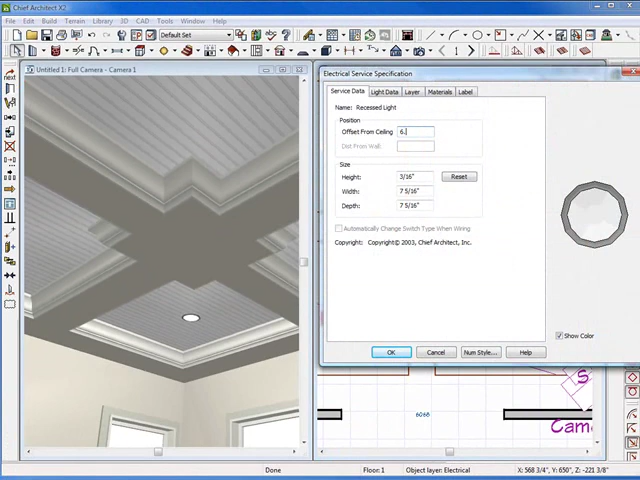 Chief Architect X2
File Edit Build Terrain Library 3D CAD Tools Window Help
Default Set
Untitled 1: Full Camera - Camera 1
next
Electrical Service Specification
Service Data Light Data Layer Materials Label
Name: Recessed Light
Position
Offset From Ceiling 6.
Dist From Wall:
Size
Height: 3/16"
Width: 7 5/16"
Depth: 7 5/16"
Reset
Automatically Change Switch Type When Wiring
Copyright: Copyright© 2003, Chief Architect, Inc.
Show Color
OK Cancel Num Style... Help
6068
S
Came
Done Floor: 1 Object layer: Electrical X: 568 3/4", Y: 650", Z: -221 3/8"